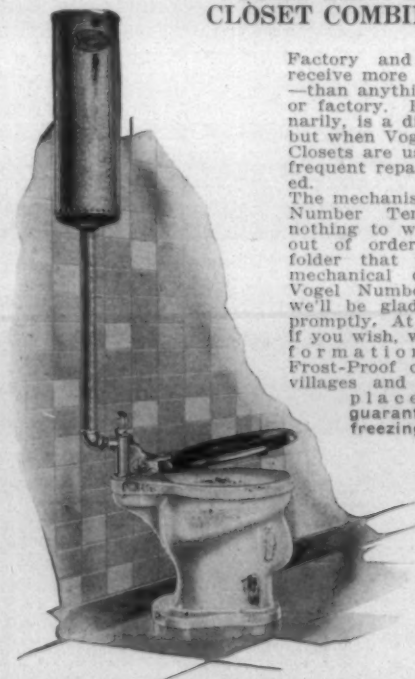 CLOSET COMBI
Factory and
receive more
—than anythi
or factory.
narily, is a di
but when Vog
Closets are us
frequent repa
ed.
The mechanis
Number Ten
nothing to w
out of order
folder that
mechanical
Vogel Numbe
we'll be glad
promptly. At
If you wish, w
formation
Frost-Proof
villages and
place
guarant
freezing